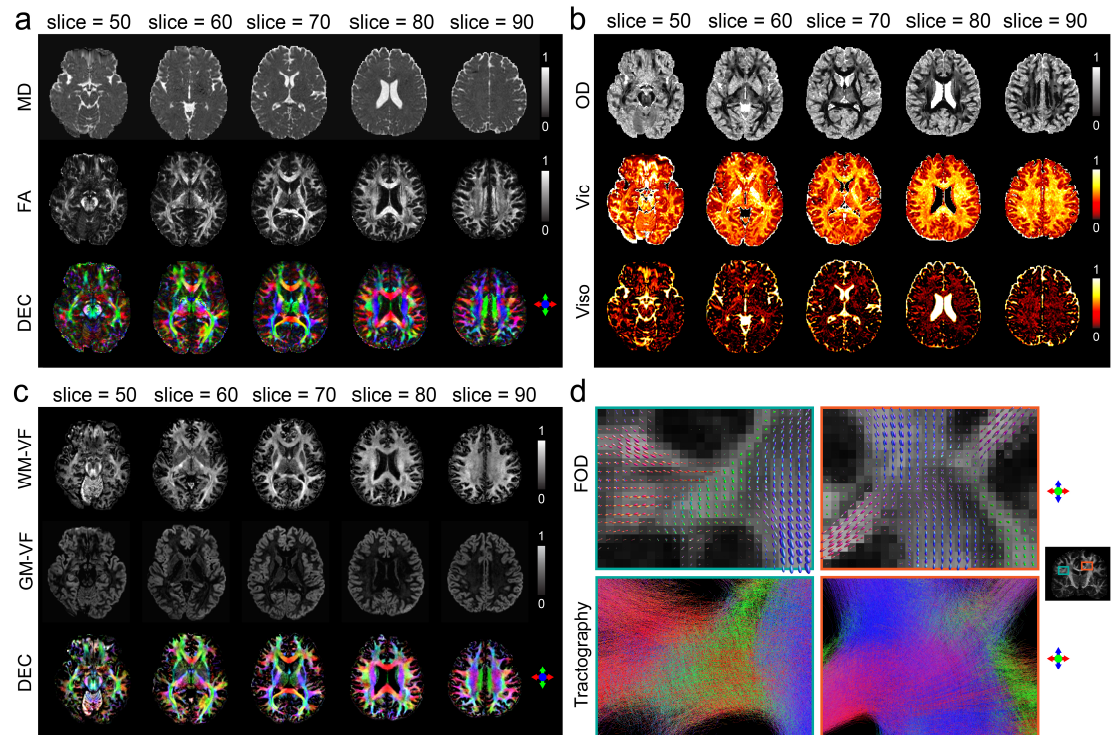 a
slice = 50 slice = 60 slice = 70 slice = 80 slice = 90
MD
1
0
FA
1
0
DEC
b
slice = 50 slice = 60 slice = 70 slice = 80 slice = 90
OD
1
0
Vic
1
0
Viso
1
0
c
slice = 50 slice = 60 slice = 70 slice = 80 slice = 90
WM-VF
1
0
GM-VF
1
0
DEC
d
FOD
Tractography